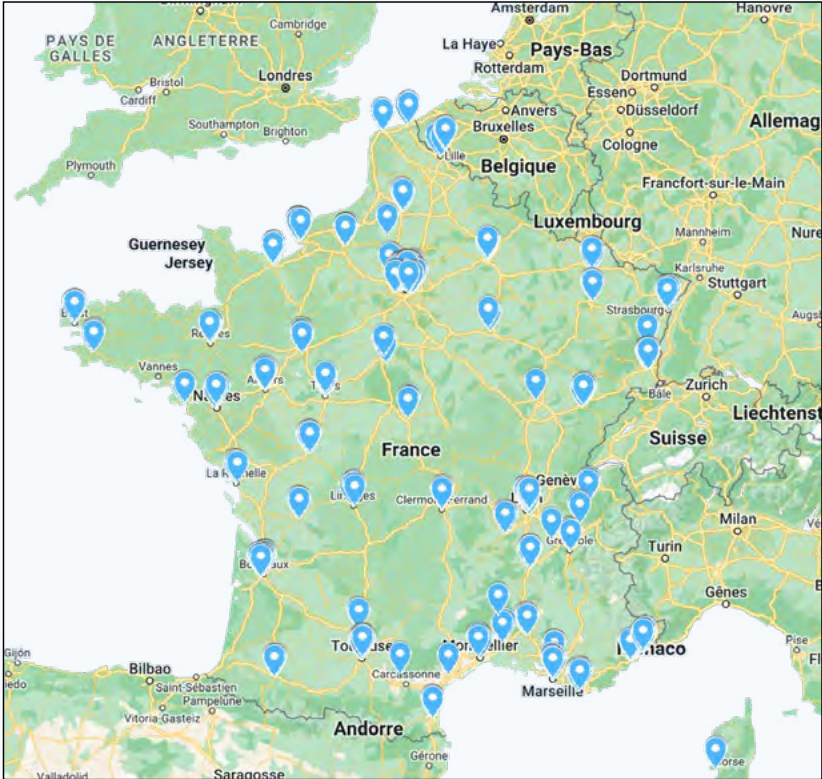 Birmingham
Amsterdam
Hanovre
Cambridge
PAYS DE
GALLES
ANGLETERRE
La Haye
Pays-Bas
Rotterdam
Londres
Bristol
Cardiff
Dortmund
Essen
Anvers
Düsseldorf
Southampton
Brighton
Bruxelles
Cologne
Allemag
Lille
Plymouth
Belgique
Francfort-sur-le-Main
Luxembourg
Mannheim
Nure
Guernesey
Jersey
Karlsruhe
Stuttgart
Strasbourg
Augsb
Vannes
Bâle
Zurich
Liechtenst
Suisse
France
Genèv
Clermont-Ferrand
Milan
Turin
Gênes
Gijón
Bilbao
Saint-Sébastien
Pampelune
Vitoria-Gasteiz
Carcassonne
Marseille
Pise
Andorre
Gérone
Valladolid
Saragosse